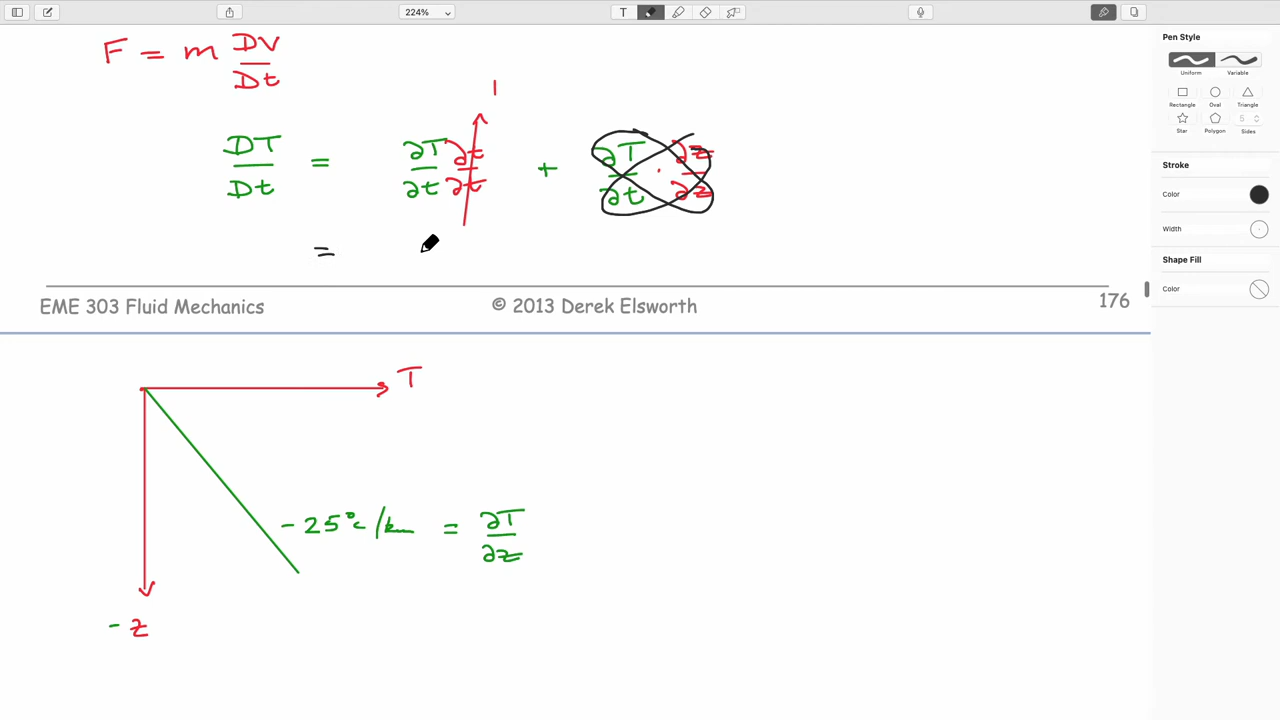 224%
T
Pen Style
F = m DV/Dt
Uniform Variable
1
Rectangle Oval Triangle
5
Star Polygon Sides
DT/Dt = ∂T/∂t ∂t/∂t + ∂T/∂t · ∂z/∂z
Stroke
Color
=
Width
Shape Fill
Color
EME 303 Fluid Mechanics © 2013 Derek Elsworth 176
T
- 25°c/km = ∂T/∂z
- z